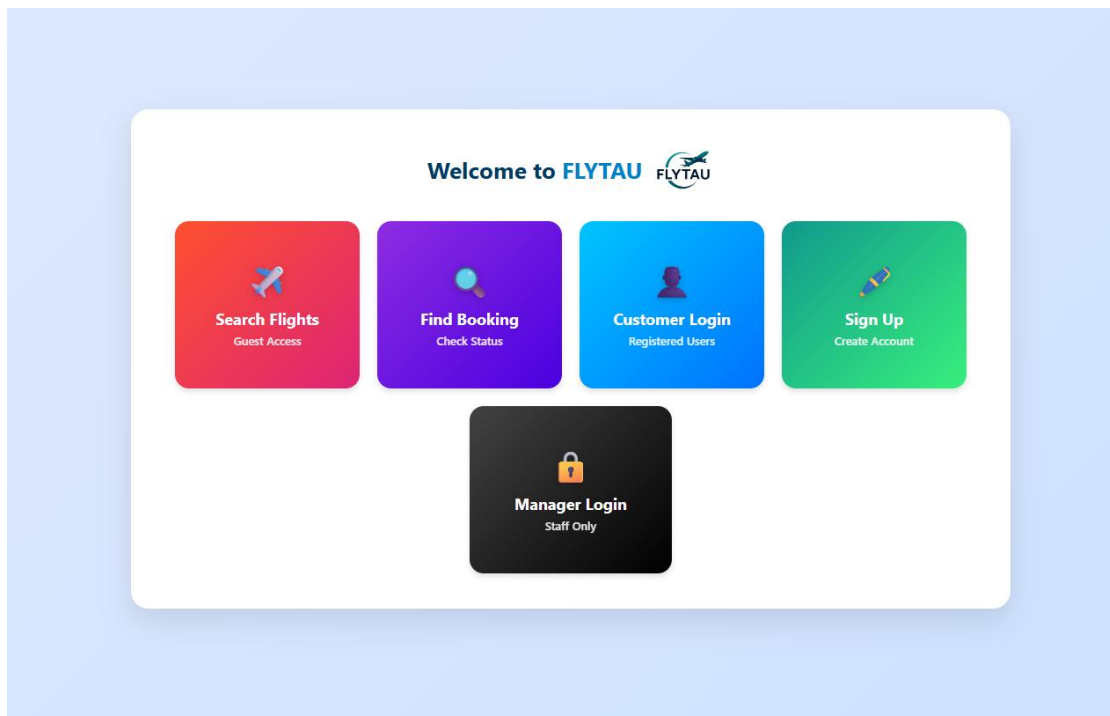 Welcome to FLYTAU FLYTAU
Search Flights
Guest Access
Find Booking
Check Status
Customer Login
Registered Users
Sign Up
Create Account
Manager Login
Staff Only